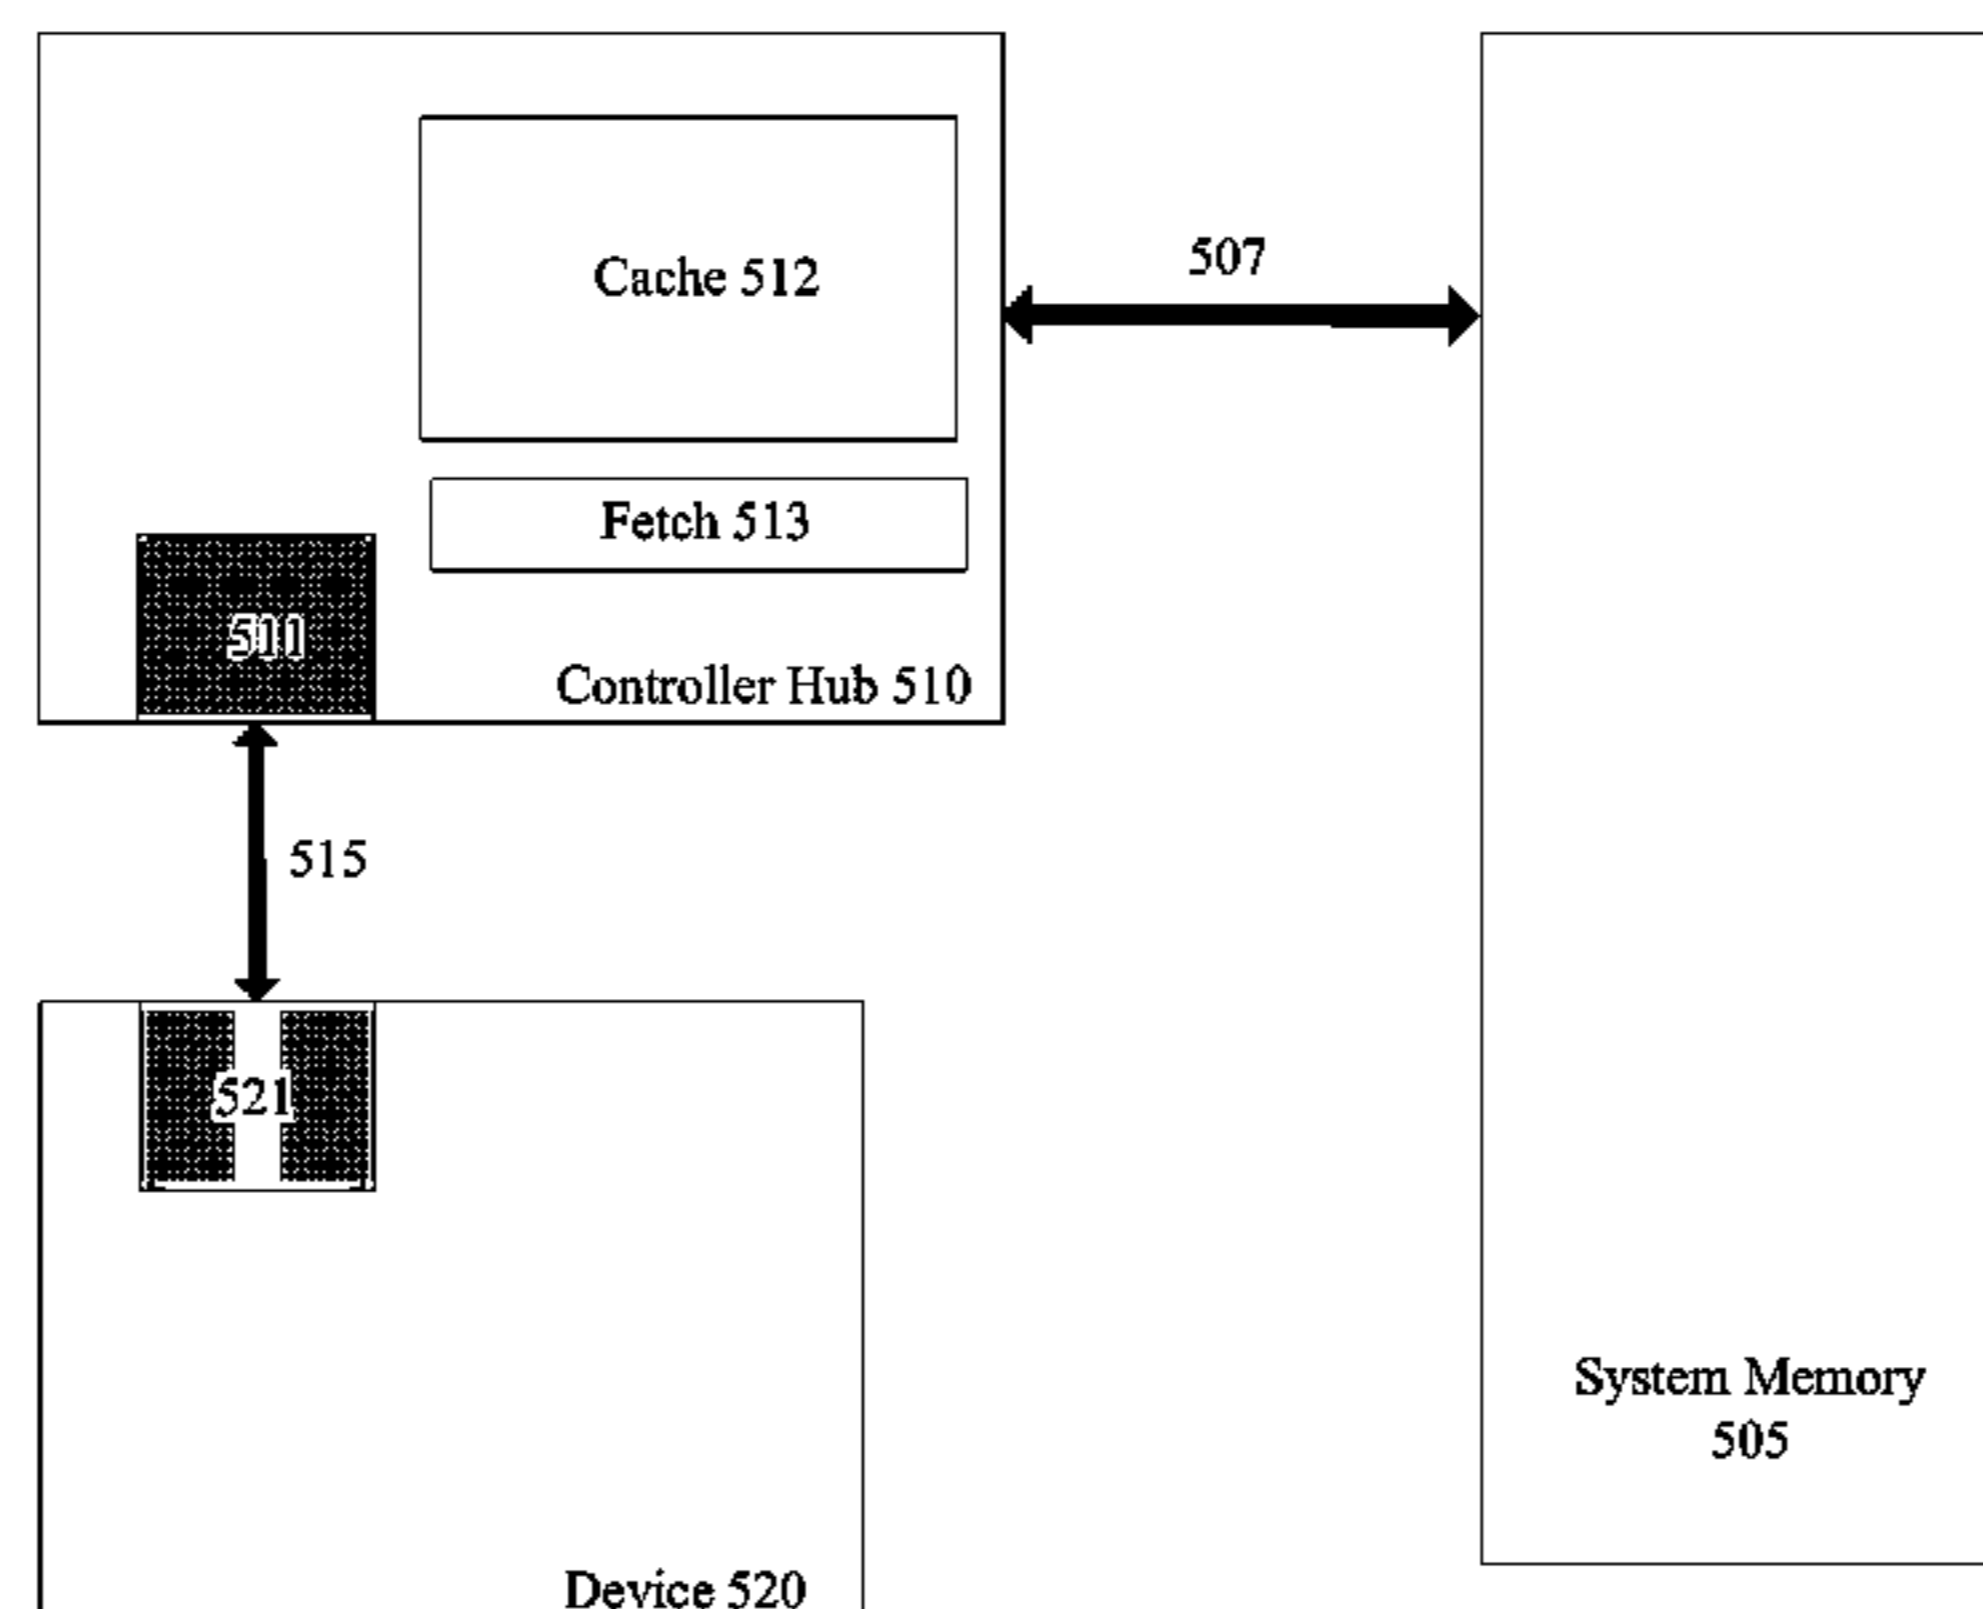 Cache 512
507
Fetch 513
511
Controller Hub 510
515
521
System Memory
505
Device 520